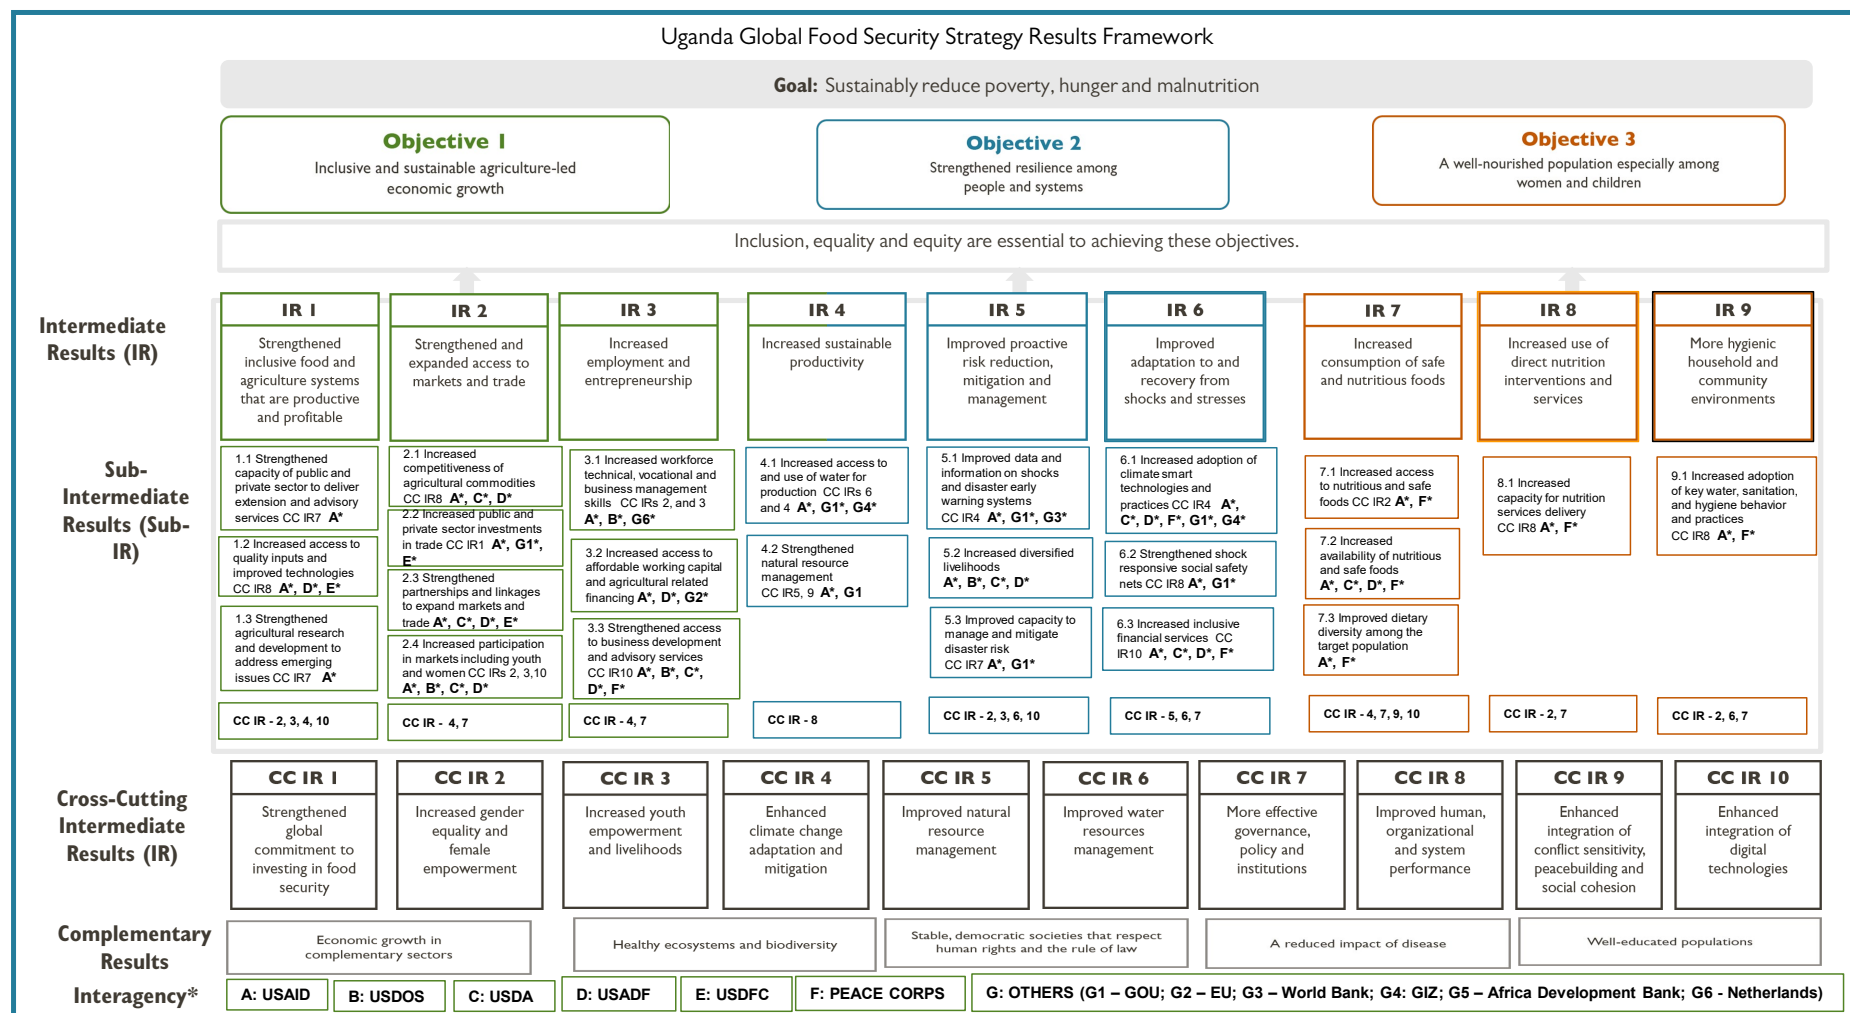 Uganda Global Food Security Strategy Results Framework
Goal: Sustainably reduce poverty, hunger and malnutrition
Objective 1
Inclusive and sustainable agriculture-led
economic growth
Objective 2
Strengthened resilience among
people and systems
Objective 3
A well-nourished population especially among
women and children
Inclusion, equality and equity are essential to achieving these objectives.
Intermediate
Results (IR)
IR 1
Strengthened
inclusive food and
agriculture systems
that are productive
and profitable
IR 2
Strengthened and
expanded access to
markets and trade
IR 3
Increased
employment and
entrepreneurship
IR 4
Increased sustainable
productivity
IR 5
Improved proactive
risk reduction,
mitigation and
management
IR 6
Improved
adaptation to and
recovery from
shocks and stresses
IR 7
Increased
consumption of safe
and nutritious foods
IR 8
Increased use of
direct nutrition
interventions and
services
IR 9
More hygienic
household and
community
environments
Sub-
Intermediate
Results (Sub-
IR)
1.1 Strengthened
capacity of public and
private sector to deliver
extension and advisory
services CC IR7 A*
1.2 Increased access to
quality inputs and
improved technologies
CC IR8 A*, D*, E*
1.3 Strengthened
agricultural research
and development to
address emerging
issues CC IR7 A*
CC IR - 2, 3, 4, 10
2.1 Increased
competitiveness of
agricultural commodities
CC IR8 A*, C*, D*
2.2 Increased public and
private sector investments
in trade CC IR1 A*, G1*,
E*
2.3 Strengthened
partnerships and linkages
to expand markets and
trade A*, C*, D*, E*
2.4 Increased participation
in markets including youth
and women CC IRs 2, 3,10
A*, B*, C*, D*
CC IR - 4, 7
3.1 Increased workforce
technical, vocational and
business management
skills CC IRs 2, and 3
A*, B*, G6*
3.2 Increased access to
affordable working capital
and agricultural related
financing A*, D*, G2*
3.3 Strengthened access
to business development
and advisory services
CC IR10 A*, B*, C*,
D*, F*
CC IR - 4, 7
4.1 Increased access to
and use of water for
production CC IRs 6
and 4 A*, G1*, G4*
4.2 Strengthened
natural resource
management
CC IR5, 9 A*, G1
CC IR - 8
5.1 Improved data and
information on shocks
and disaster early
warning systems
CC IR4 A*, G1*, G3*
5.2 Increased diversified
livelihoods
A*, B*, C*, D*
5.3 Improved capacity to
manage and mitigate
disaster risk
CC IR7 A*, G1*
CC IR - 2, 3, 6, 10
6.1 Increased adoption of
climate smart
technologies and
practices CC IR4 A*,
C*, D*, F*, G1*, G4*
6.2 Strengthened shock
responsive social safety
nets CC IR8 A*, G1*
6.3 Increased inclusive
financial services CC
IR10 A*, C*, D*, F*
CC IR - 5, 6, 7
7.1 Increased access
to nutritious and safe
foods CC IR2 A*, F*
7.2 Increased
availability of nutritious
and safe foods
A*, C*, D*, F*
7.3 Improved dietary
diversity among the
target population
A*, F*
CC IR - 4, 7, 9, 10
8.1 Increased
capacity for nutrition
services delivery
CC IR8 A*, F*
CC IR - 2, 7
9.1 Increased adoption
of key water, sanitation,
and hygiene behavior
and practices
CC IR8 A*, F*
CC IR - 2, 6, 7
Cross-Cutting
Intermediate
Results (IR)
CC IR 1
Strengthened
global
commitment to
investing in food
security
CC IR 2
Increased gender
equality and
female
empowerment
CC IR 3
Increased youth
empowerment
and livelihoods
CC IR 4
Enhanced
climate change
adaptation and
mitigation
CC IR 5
Improved natural
resource
management
CC IR 6
Improved water
resources
management
CC IR 7
More effective
governance,
policy and
institutions
CC IR 8
Improved human,
organizational
and system
performance
CC IR 9
Enhanced
integration of
conflict sensitivity,
peacebuilding and
social cohesion
CC IR 10
Enhanced
integration of
digital
technologies
Complementary
Results
Economic growth in
complementary sectors
Healthy ecosystems and biodiversity
Stable, democratic societies that respect
human rights and the rule of law
A reduced impact of disease
Well-educated populations
Interagency*
A: USAID
B: USDOS
C: USDA
D: USADF
E: USDFC
F: PEACE CORPS
G: OTHERS (G1 – GOU; G2 – EU; G3 – World Bank; G4: GIZ; G5 – Africa Development Bank; G6 - Netherlands)